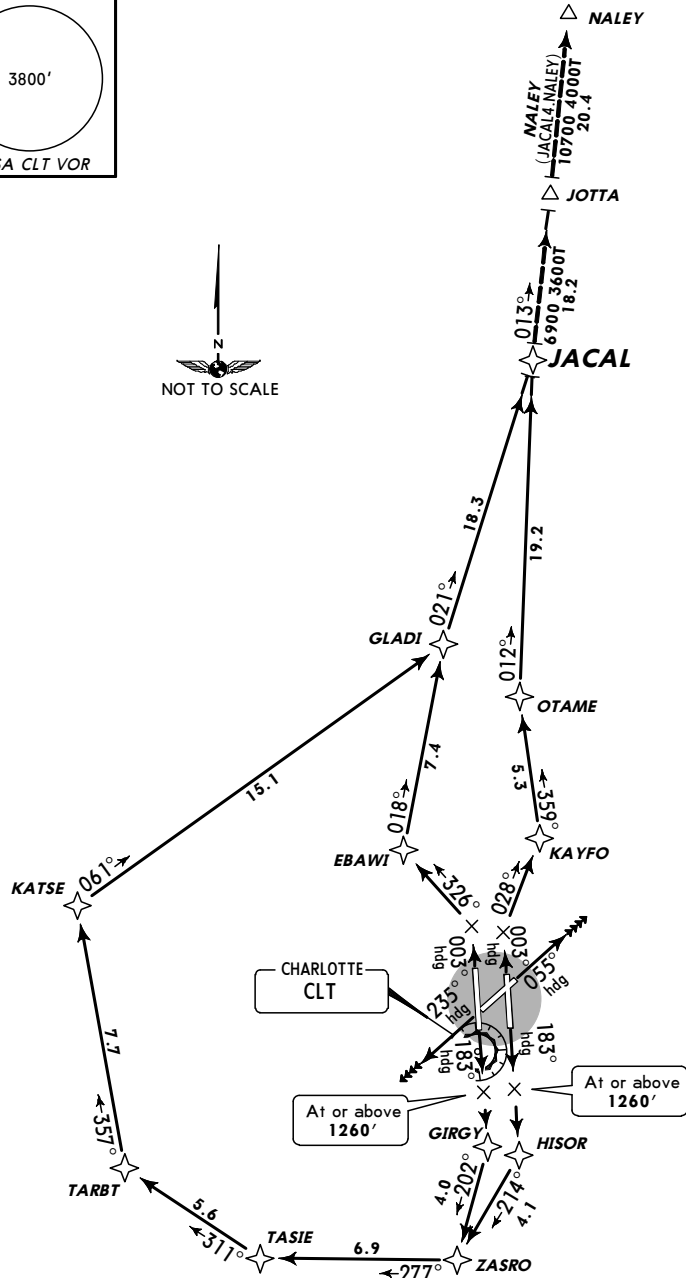 NALEY
3800'
SA CLT VOR
NALEY
(JACAL4.NALEY)
10700 4000T
20.4
JOTTA
6900 3600T
18.2
013°
N
NOT TO SCALE
JACAL
18.3
19.2
021°
GLADI
012°
OTAME
7.4
5.3
15.1
018°
359°
EBAWI
KAYFO
061°
KATSE
326°
028°
003°
hdg
003°
hdg
055°
hdg
CHARLOTTE
CLT
235°
hdg
183°
hdg
183°
hdg
7.7
At or above
1260'
At or above
1260'
357°
GIRGY
HISOR
TARBT
4.0
202°
214°
4.1
5.6
311°
TASIE
6.9
277°
ZASRO